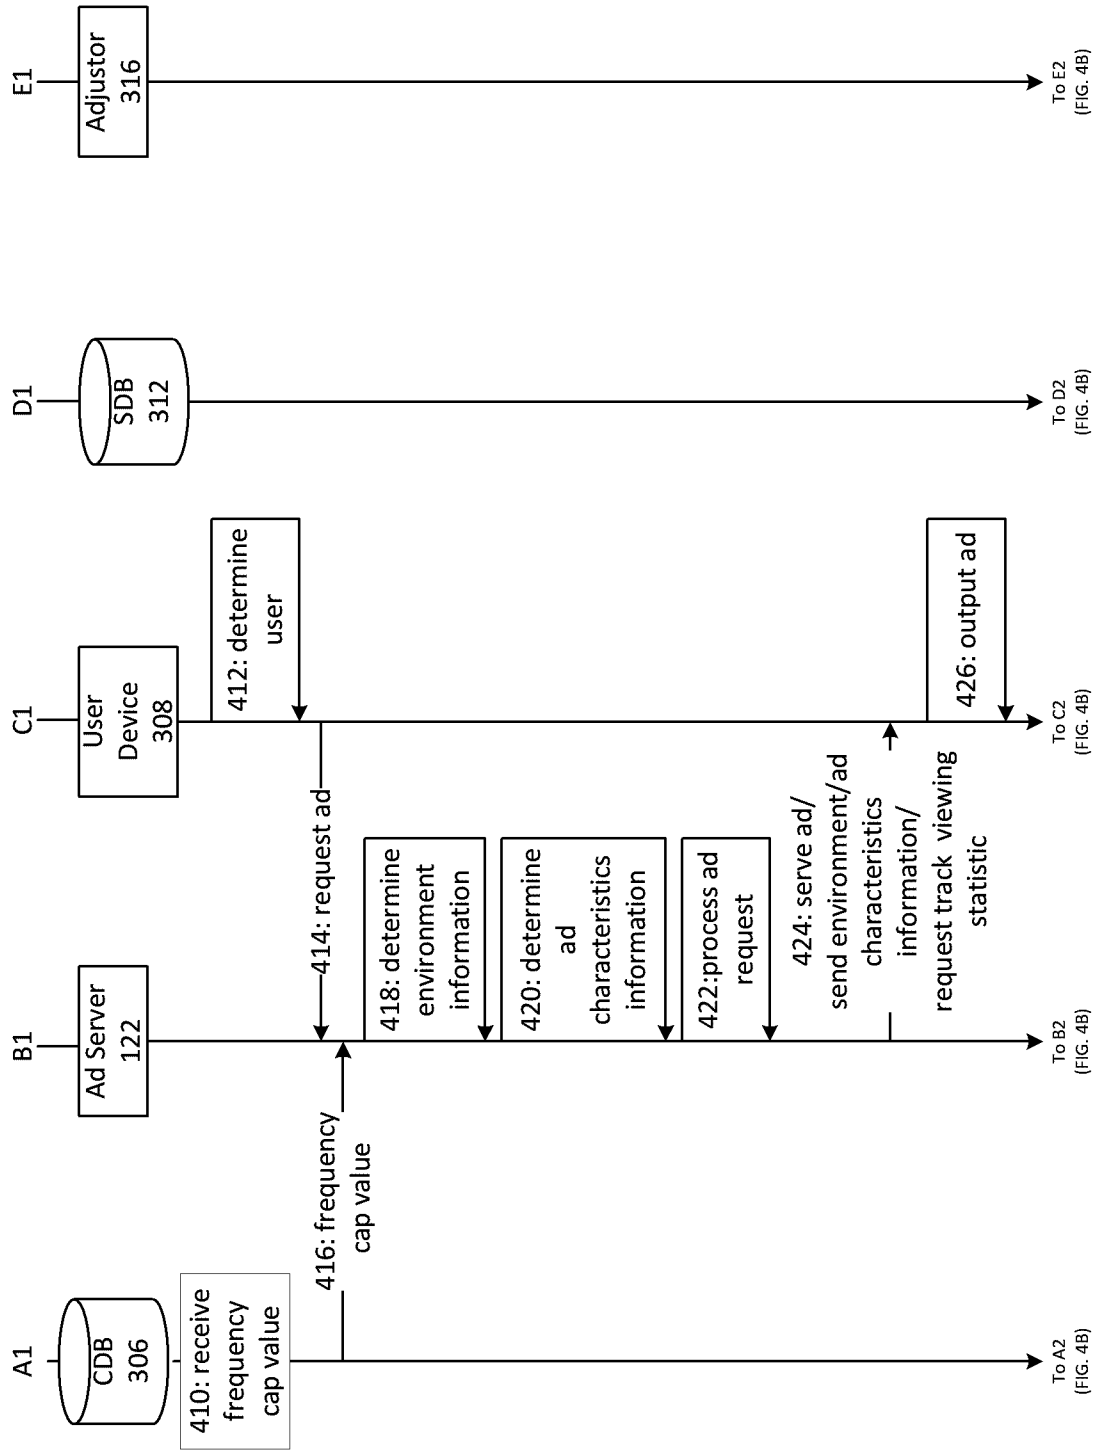 A1
B1
C1
D1
E1
CDB
306
Ad Server
122
User
Device
308
SDB
312
Adjustor
316
410: receive
frequency
cap value
412: determine
user
414: request ad
416: frequency
cap value
418: determine
environment
information
420: determine
ad
characteristics
information
422:process ad
request
424: serve ad/
send environment/ad
characteristics
information/
request track viewing
statistic
426: output ad
To A2
(FIG. 4B)
To B2
(FIG. 4B)
To C2
(FIG. 4B)
To D2
(FIG. 4B)
To E2
(FIG. 4B)